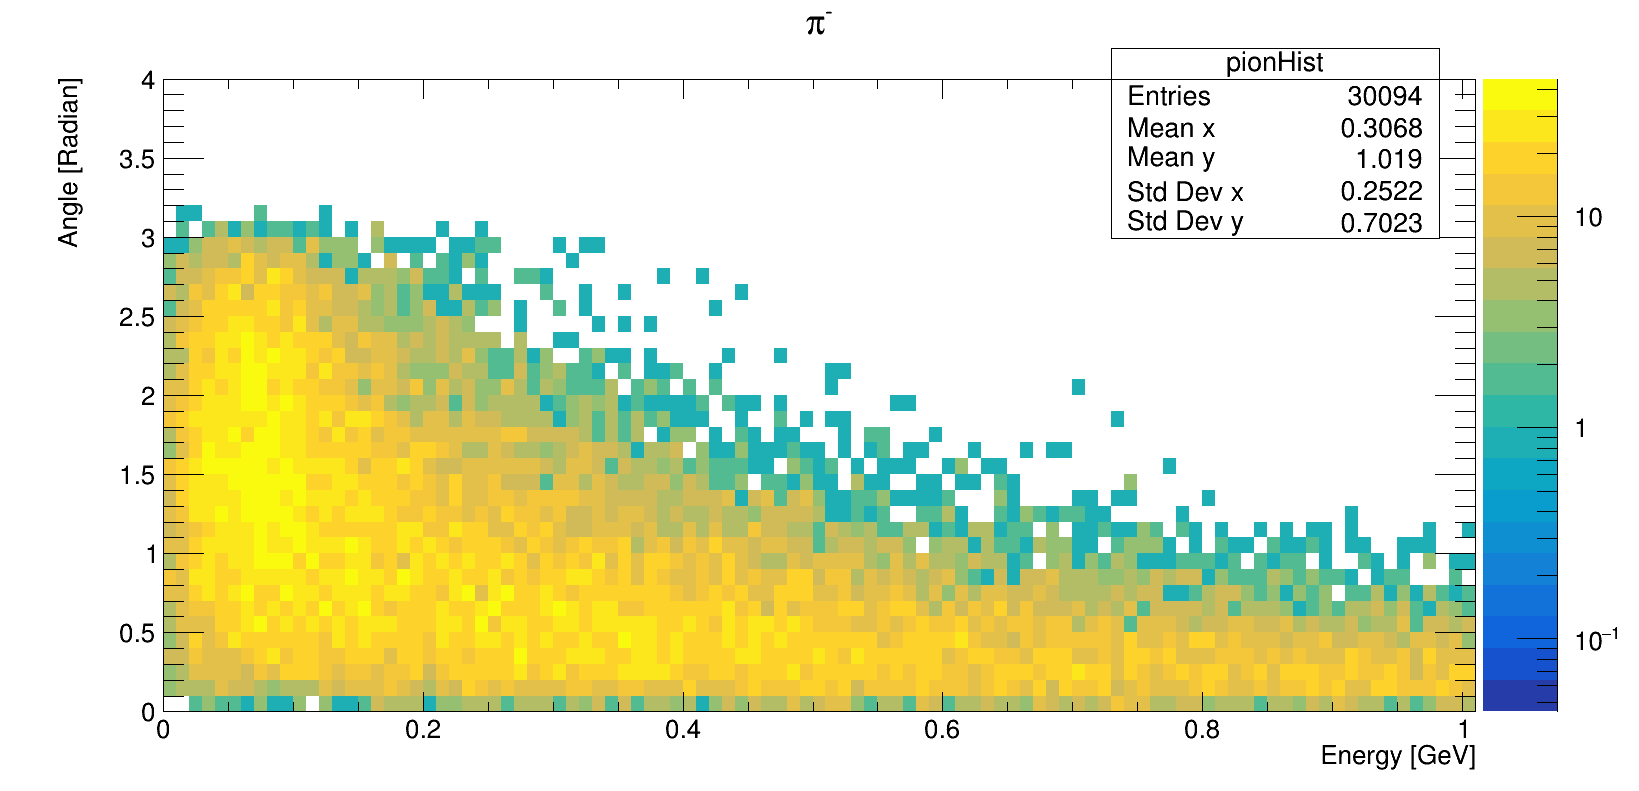 π⁻
pionHist
Entries 30094
Mean x 0.3068
Mean y 1.019
Std Dev x 0.2522
Std Dev y 0.7023
Angle [Radian]
4
3.5
3
2.5
2
1.5
1
0.5
0
0 0.2 0.4 0.6 0.8 1
Energy [GeV]
10
1
10⁻¹